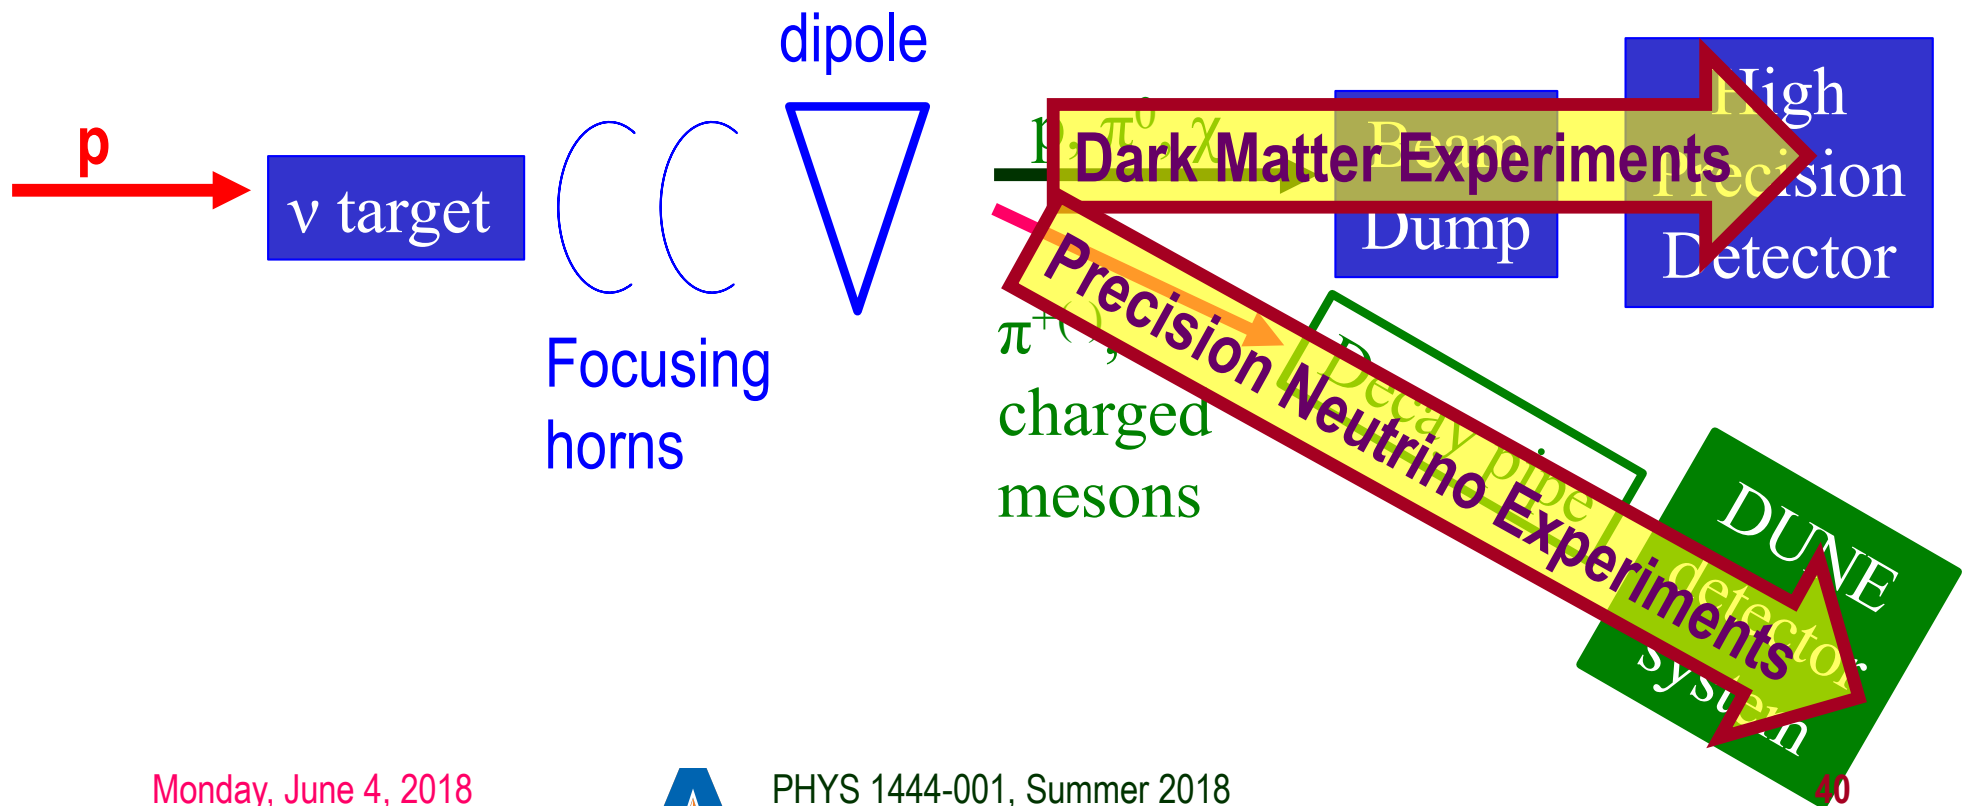 dipole
p
ν target
Focusing
horns
p, π⁰, χ
Dark Matter Experiments
Beam
Dump
High
Precision
Detector
Precision Neutrino Experiments
charged
mesons
Decay pipe
DUNE
detector
system
Monday, June 4, 2018
PHYS 1444-001, Summer 2018
40